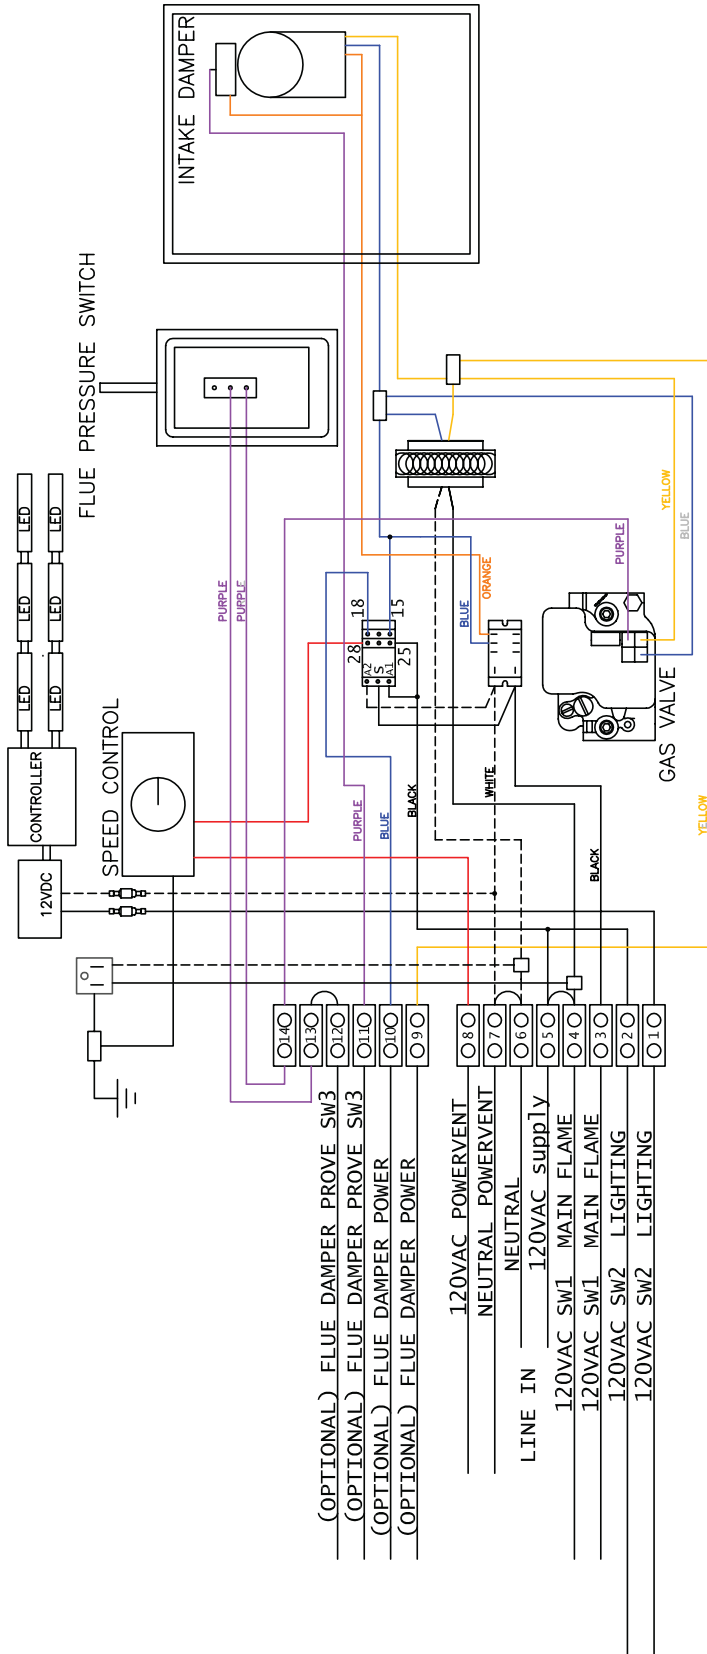 INTAKE DAMPER
FLUE PRESSURE SWITCH
LED
LED
LED
LED
LED
LED
CONTROLLER
12VDC
SPEED CONTROL
PURPLE
PURPLE
18
15
28
25
A2
S
A1
BLUE
ORANGE
PURPLE
YELLOW
BLUE
GAS VALVE
PURPLE
BLUE
BLACK
WHITE
BLACK
YELLOW
14
13
12
11
10
9
8
7
6
5
4
3
2
1
(OPTIONAL) FLUE DAMPER PROVE SW3
(OPTIONAL) FLUE DAMPER PROVE SW3
(OPTIONAL) FLUE DAMPER POWER
(OPTIONAL) FLUE DAMPER POWER
120VAC POWERVENT
NEUTRAL POWERVENT
NEUTRAL
120VAC supply
LINE IN
120VAC SW1 MAIN FLAME
120VAC SW1 MAIN FLAME
120VAC SW2 LIGHTING
120VAC SW2 LIGHTING